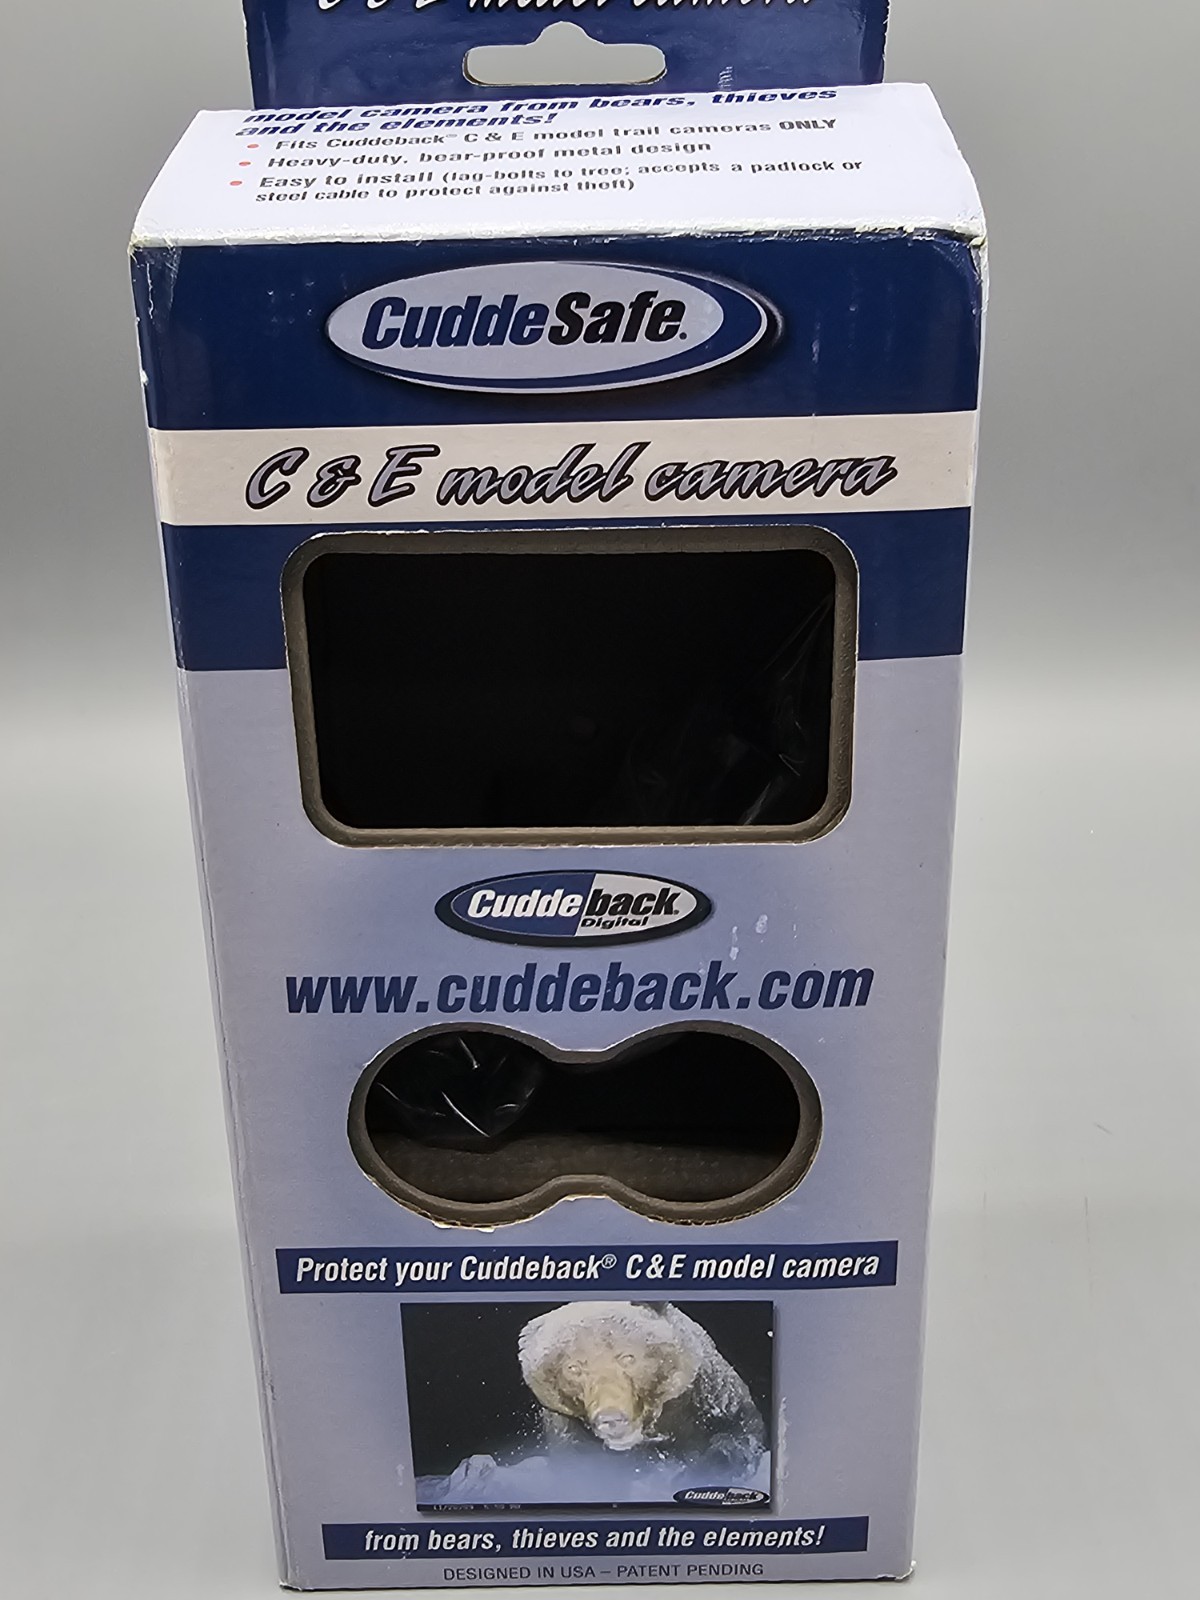 C & E model camera
model camera from bears, thieves
and the elements!
• Fits Cuddeback® C & E model trail cameras ONLY
• Heavy-duty, bear-proof metal design
• Easy to install (lag-bolts to tree; accepts a padlock or
steel cable to protect against theft)
CuddeSafe.
C & E model camera
Cuddeback
Digital
www.cuddeback.com
Protect your Cuddeback® C & E model camera
Cuddeback
from bears, thieves and the elements!
DESIGNED IN USA – PATENT PENDING